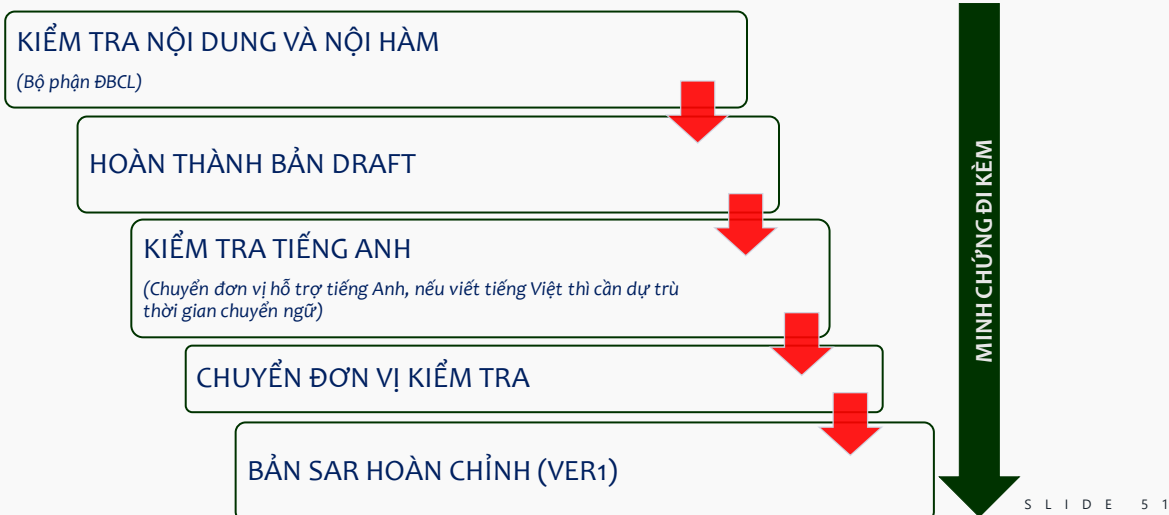 KIỂM TRA NỘI DUNG VÀ NỘI HÀM
(Bộ phận ĐBCL)
HOÀN THÀNH BẢN DRAFT
KIỂM TRA TIẾNG ANH
(Chuyển đơn vị hỗ trợ tiếng Anh, nếu viết tiếng Việt thì cần dự trù
thời gian chuyển ngữ)
CHUYỂN ĐƠN VỊ KIỂM TRA
BẢN SAR HOÀN CHỈNH (VER1)
MINH CHỨNG ĐI KÈM
SLIDE 51